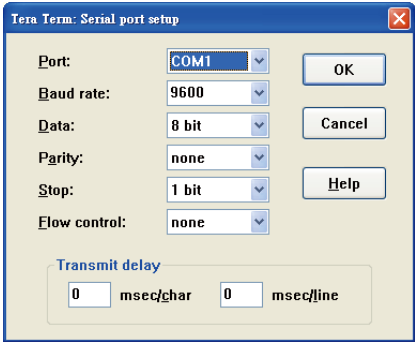 Tera Term: Serial port setup
Port: COM1 OK
Baud rate: 9600
Data: 8 bit Cancel
Parity: none
Stop: 1 bit Help
Flow control: none
Transmit delay
0 msec/char 0 msec/line